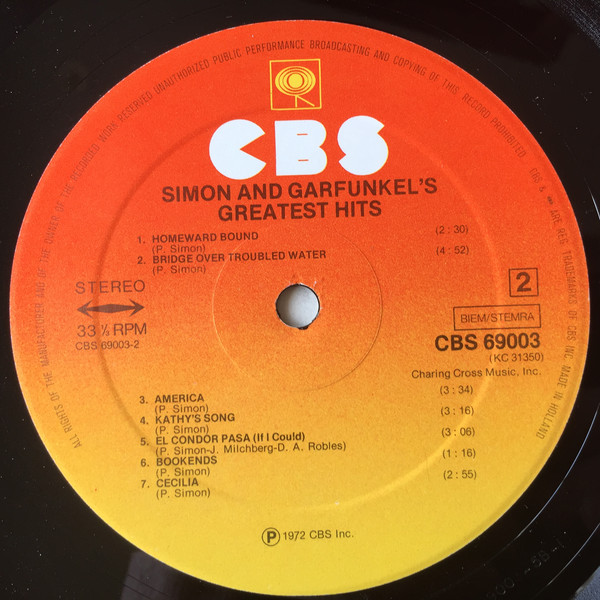 ALL RIGHTS OF THE MANUFACTURER AND OF THE OWNER OF THE RECORDED WORK RESERVED UNAUTHORIZED PUBLIC PERFORMANCE BROADCASTING AND COPYING OF THIS RECORD PROHIBITED
CBS & ARE REG. TRADEMARKS OF CBS INC. MADE IN HOLLAND
CBS
SIMON AND GARFUNKEL'S
GREATEST HITS
1. HOMEWARD BOUND (2 : 30)
(P. Simon)
2. BRIDGE OVER TROUBLED WATER (4 : 52)
(P. Simon)
STEREO
33 ⅓ RPM
CBS 69003-2
2
BIEM/STEMRA
CBS 69003
(KC 31350)
Charing Cross Music, Inc.
3. AMERICA (3 : 34)
(P. Simon)
4. KATHY'S SONG (3 : 16)
(P. Simon)
5. EL CONDOR PASA (If I Could) (3 : 06)
(P. Simon-J. Milchberg-D. A. Robles)
6. BOOKENDS (1 : 16)
(P. Simon)
7. CECILIA (2 : 55)
(P. Simon)
Ⓟ 1972 CBS Inc.